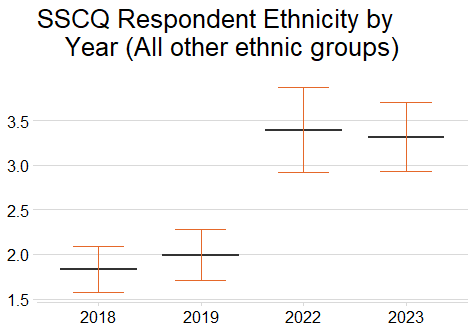 SSCQ Respondent Ethnicity by
Year (All other ethnic groups)
3.5
3.0
2.5
2.0
1.5
2018 2019 2022 2023